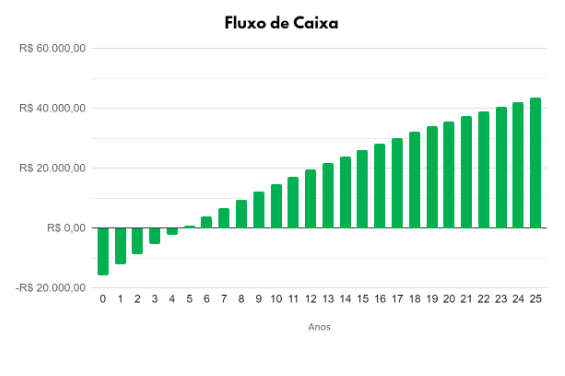 Fluxo de Caixa
R$ 60.000,00
R$ 40.000,00
R$ 20.000,00
R$ 0,00
-R$ 20.000,00
0 1 2 3 4 5 6 7 8 9 10 11 12 13 14 15 16 17 18 19 20 21 22 23 24 25
Anos